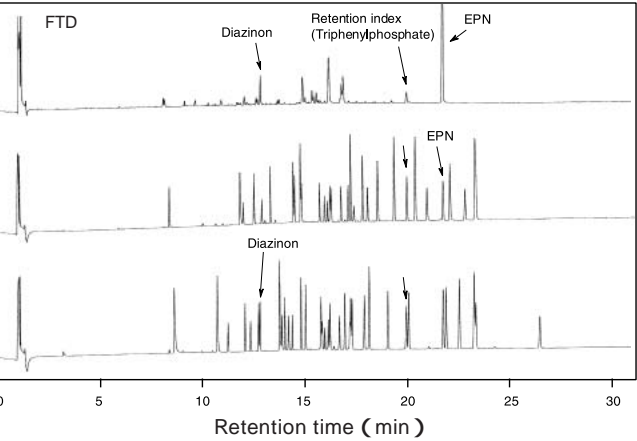 FTD
Retention index
(Triphenylphosphate)
EPN
Diazinon
EPN
Diazinon
0 5 10 15 20 25 30
Retention time (min)